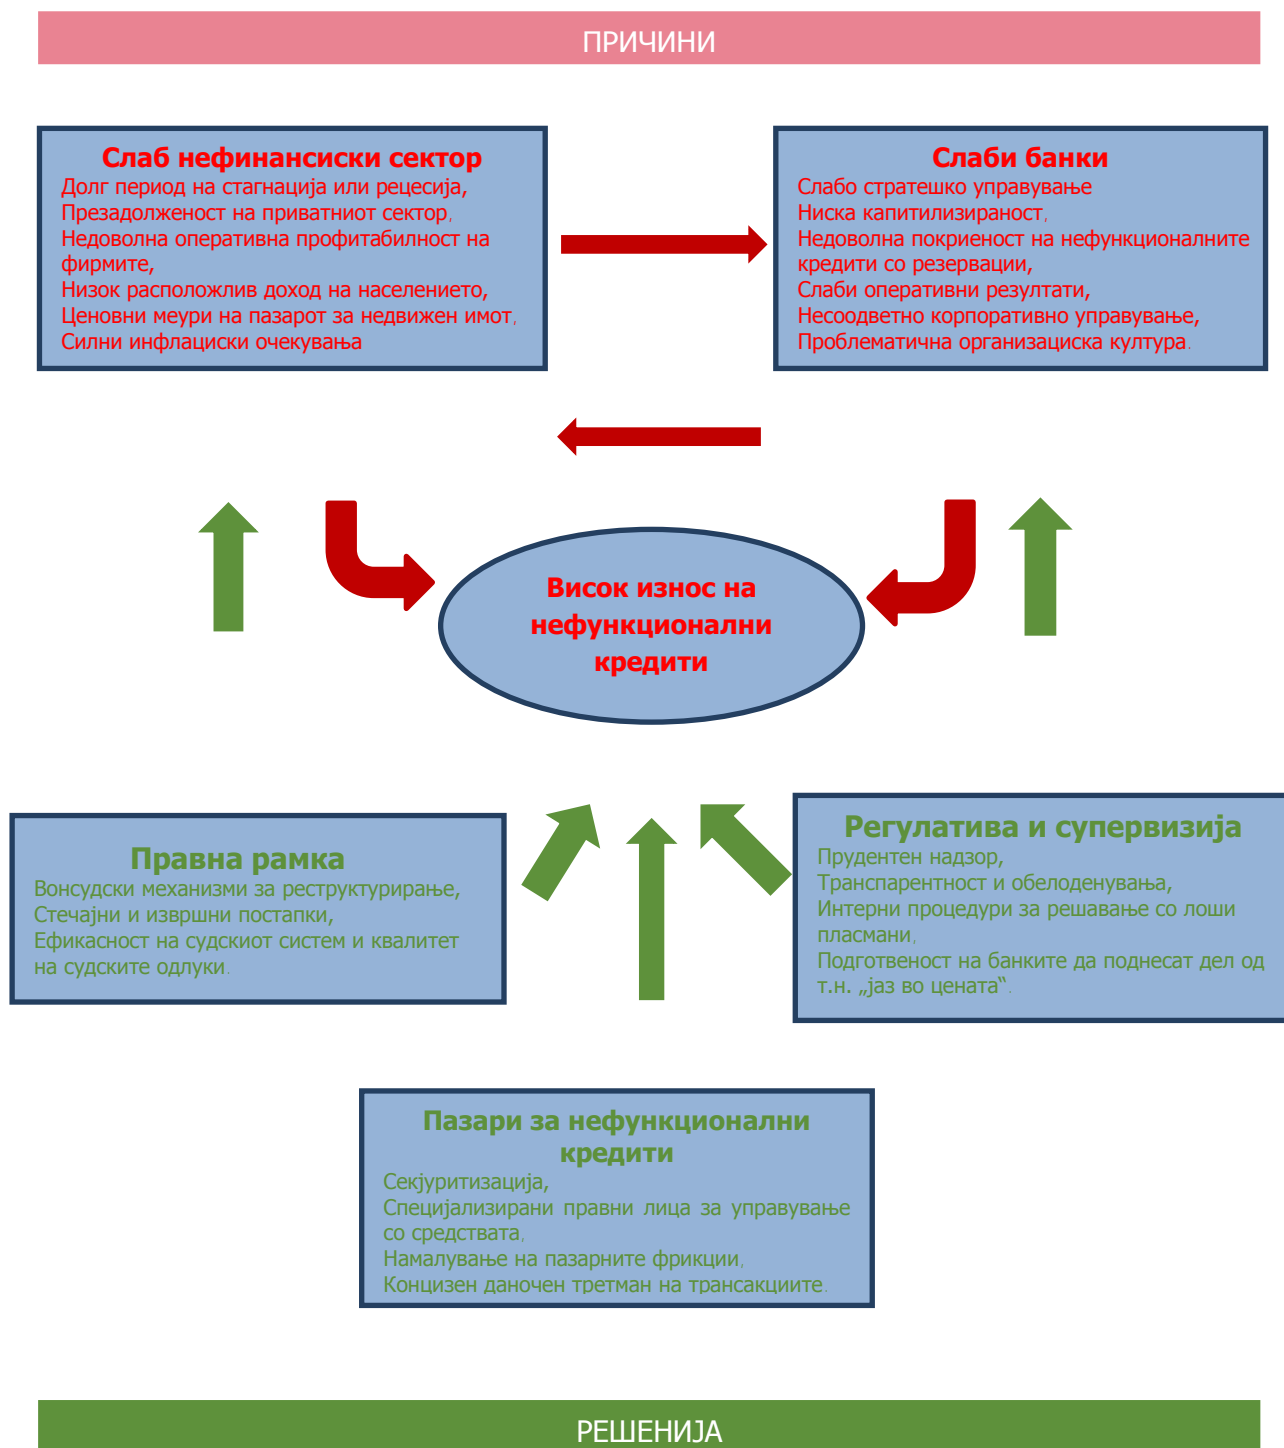 ПРИЧИНИ
Слаб нефинансиски сектор
Долг период на стагнација или рецесија,
Презадолженост на приватниот сектор,
Недоволна оперативна профитабилност на
фирмите,
Низок расположлив доход на населението,
Ценовни меури на пазарот за недвижен имот,
Силни инфлациски очекувања
Слаби банки
Слабо стратешко управување
Ниска капитилизираност,
Недоволна покриеност на нефункционалните
кредити со резервации,
Слаби оперативни резултати,
Несоодветно корпоративно управување,
Проблематична организациска култура.
Висок износ на
нефункционални
кредити
Правна рамка
Вонсудски механизми за реструктурирање,
Стечајни и извршни постапки,
Ефикасност на судскиот систем и квалитет
на судските одлуки.
Регулатива и супервизија
Прудентен надзор,
Транспарентност и обелоденувања,
Интерни процедури за решавање со лоши
пласмани,
Подготвеност на банките да поднесат дел од
т.н. „јаз во цената“.
Пазари за нефункционални
кредити
Секјуритизација,
Специјализирани правни лица за управување
со средствата,
Намалување на пазарните фрикции,
Концизен даночен третман на трансакциите.
РЕШЕНИЈА